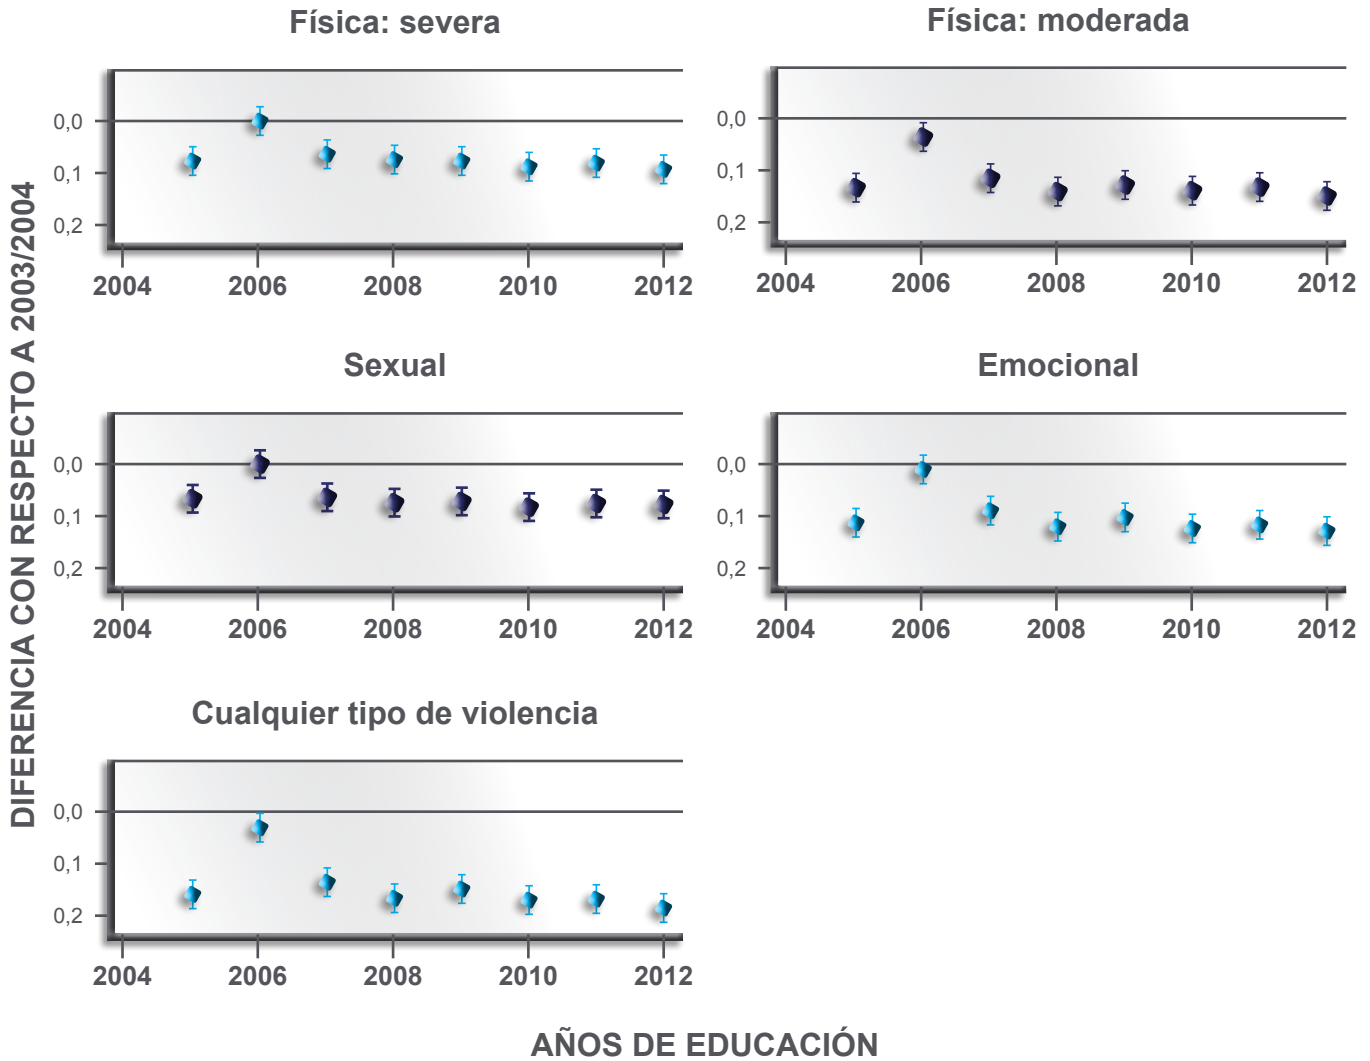 Física: severa
0,0
0,1
0,2
2004 2006 2008 2010 2012
Física: moderada
0,0
0,1
0,2
2004 2006 2008 2010 2012
Sexual
0,0
0,1
0,2
2004 2006 2008 2010 2012
Emocional
0,0
0,1
0,2
2004 2006 2008 2010 2012
Cualquier tipo de violencia
0,0
0,1
0,2
2004 2006 2008 2010 2012
DIFERENCIA CON RESPECTO A 2003/2004
AÑOS DE EDUCACIÓN